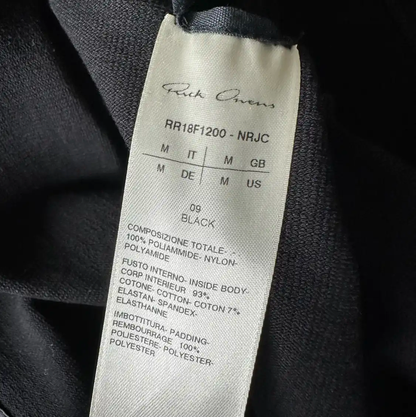 Rick Owens
RR18F1200 - NRJC
M IT M GB
M DE M US
09
BLACK
COMPOSIZIONE TOTALE- .-
100% POLIAMMIDE- NYLON-
POLYAMIDE
FUSTO INTERNO- INSIDE BODY-
CORP INTERIEUR 93%
COTONE- COTTON- COTON 7%
ELASTAN- SPANDEX-
ELASTHANNE
IMBOTTITURA- PADDING-
REMBOURRAGE 100%
POLIESTERE- POLYESTER-
POLYESTER